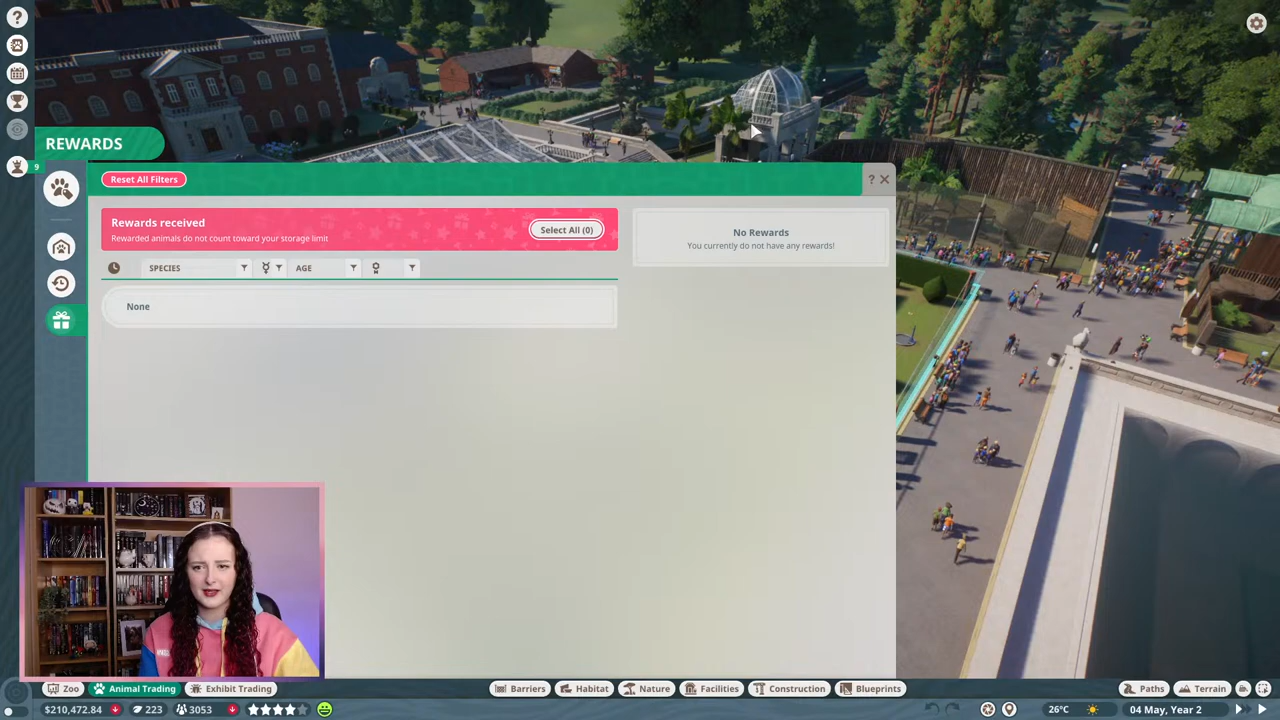 REWARDS
9
Reset All Filters
?
Rewards received
Rewarded animals do not count toward your storage limit
Select All (0)
No Rewards
You currently do not have any rewards!
SPECIES
AGE
None
Zoo
Animal Trading
Exhibit Trading
Barriers
Habitat
Nature
Facilities
Construction
Blueprints
Paths
Terrain
$210,472.84
223
3053
26°C
04 May, Year 2